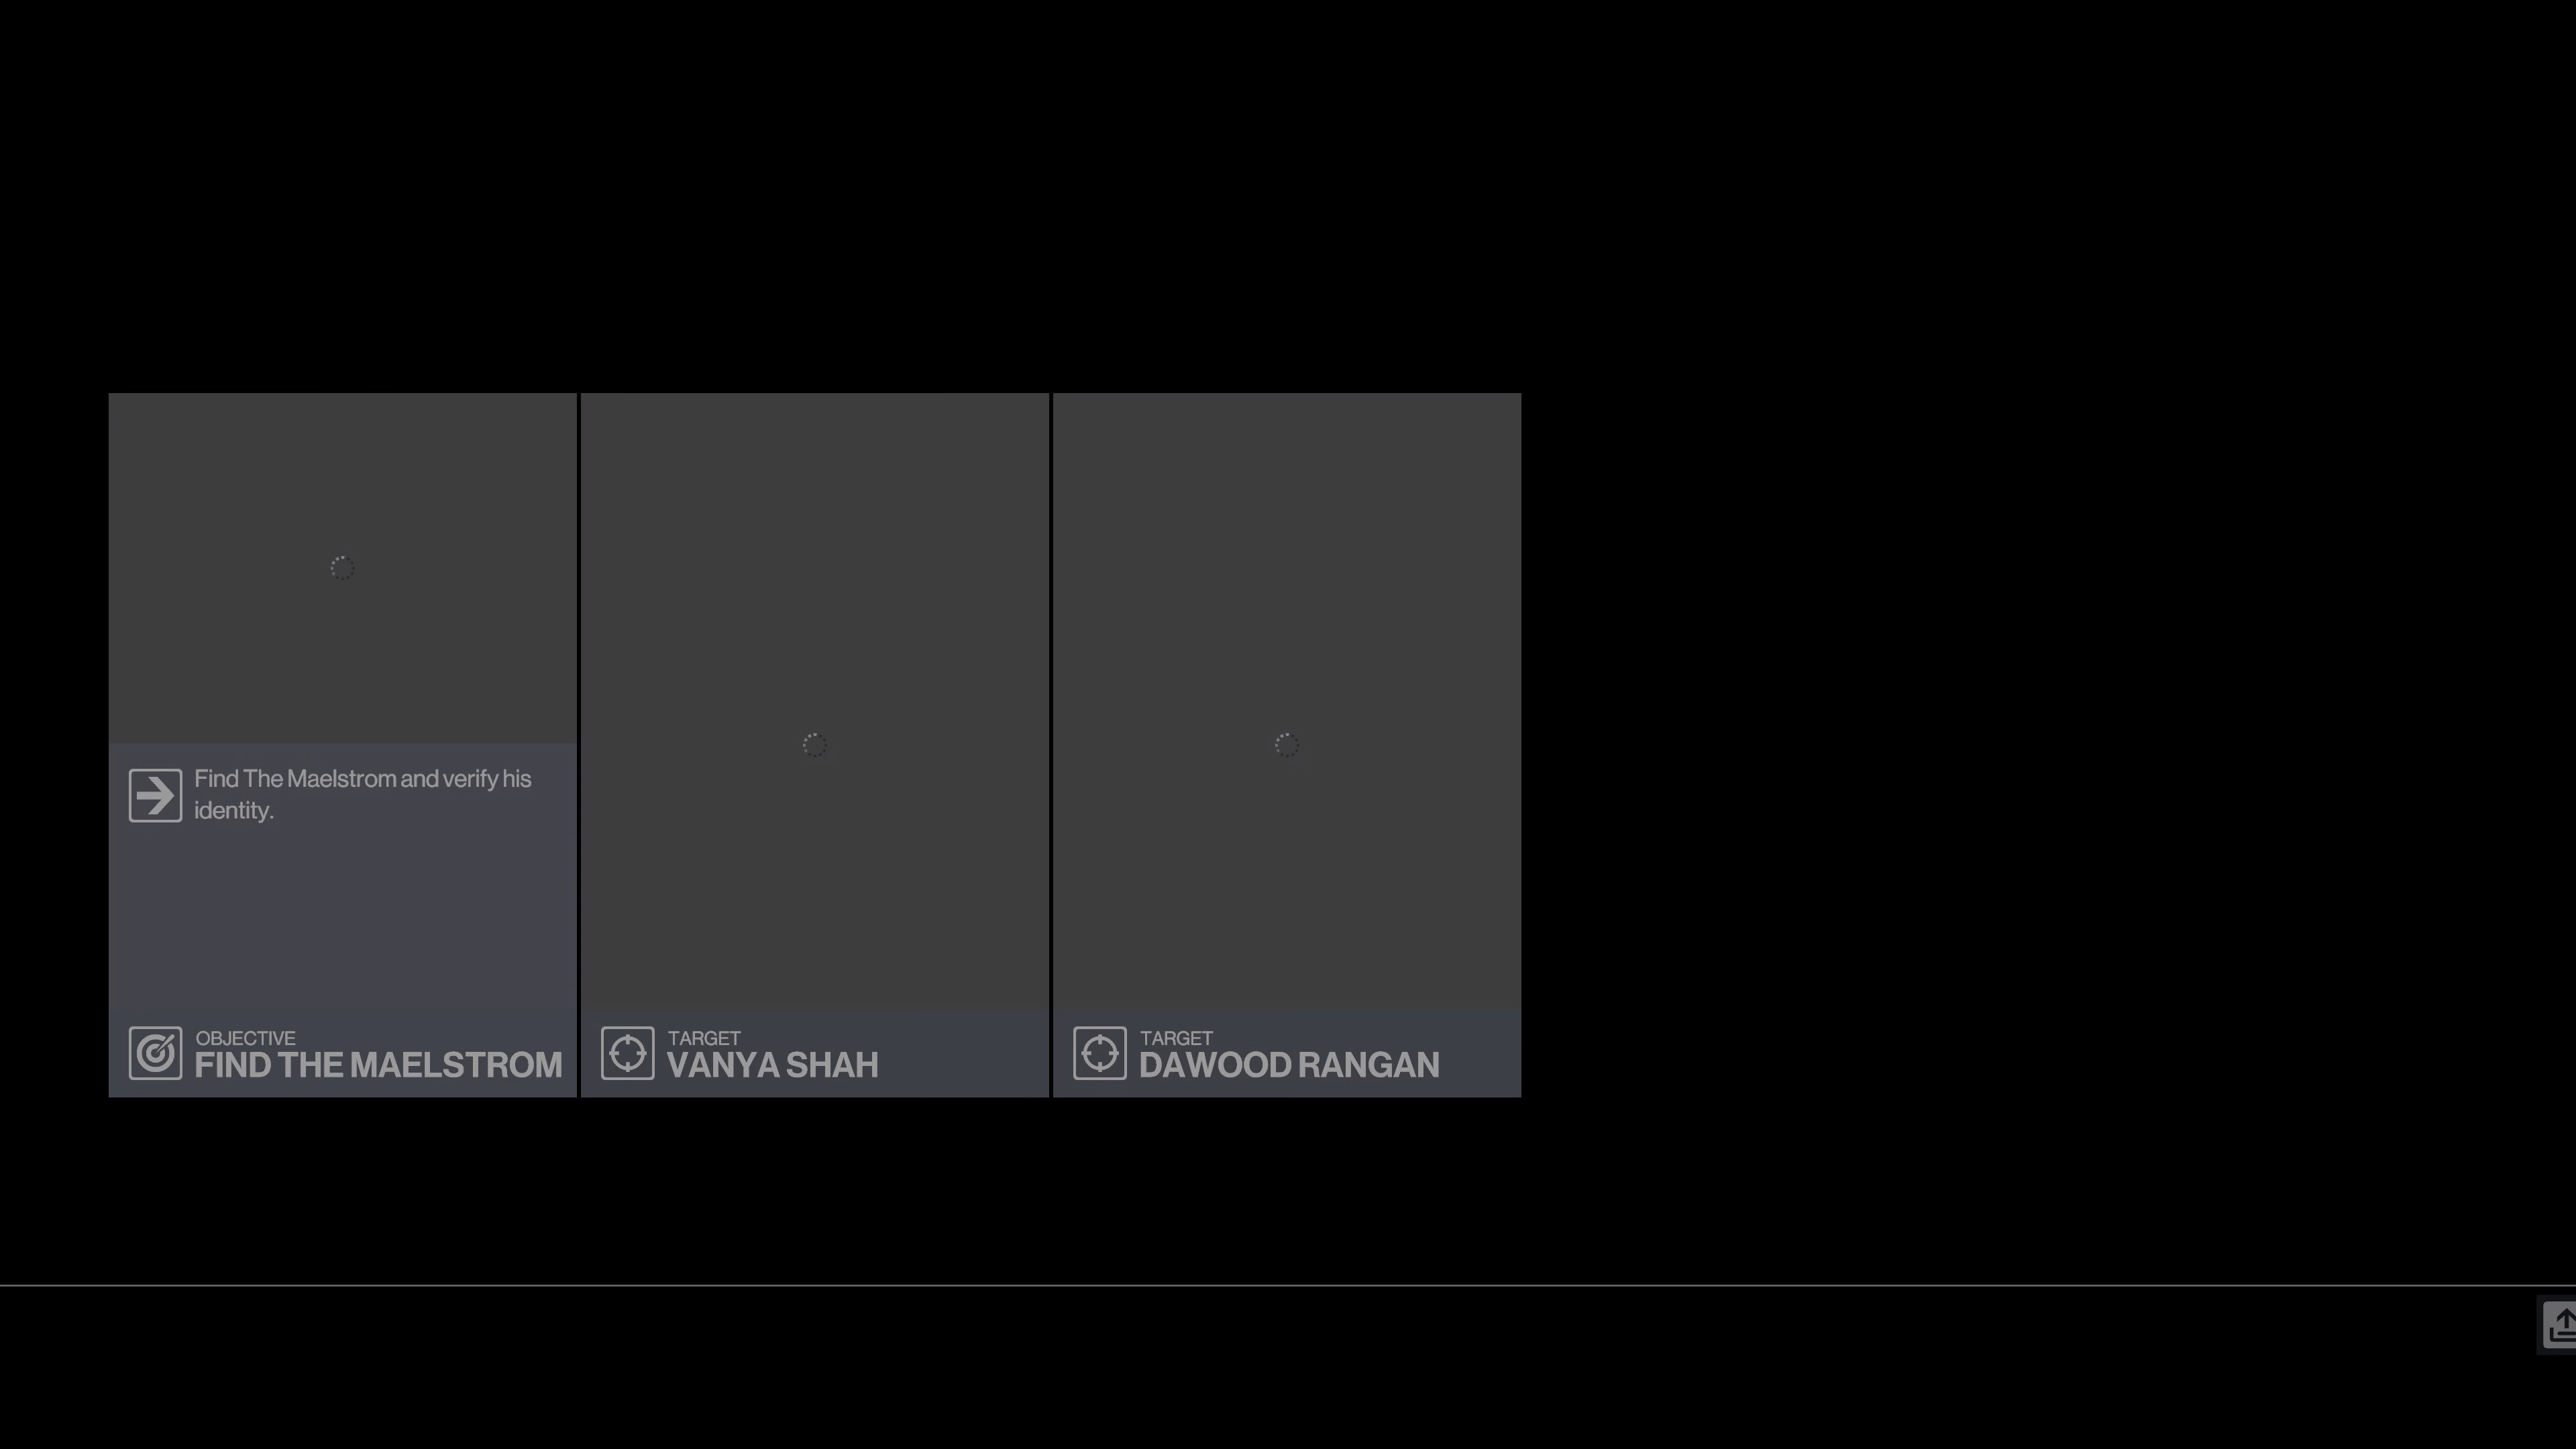 Find The Maelstrom and verify his
identity.
OBJECTIVE
FIND THE MAELSTROM
TARGET
VANYA SHAH
TARGET
DAWOOD RANGAN